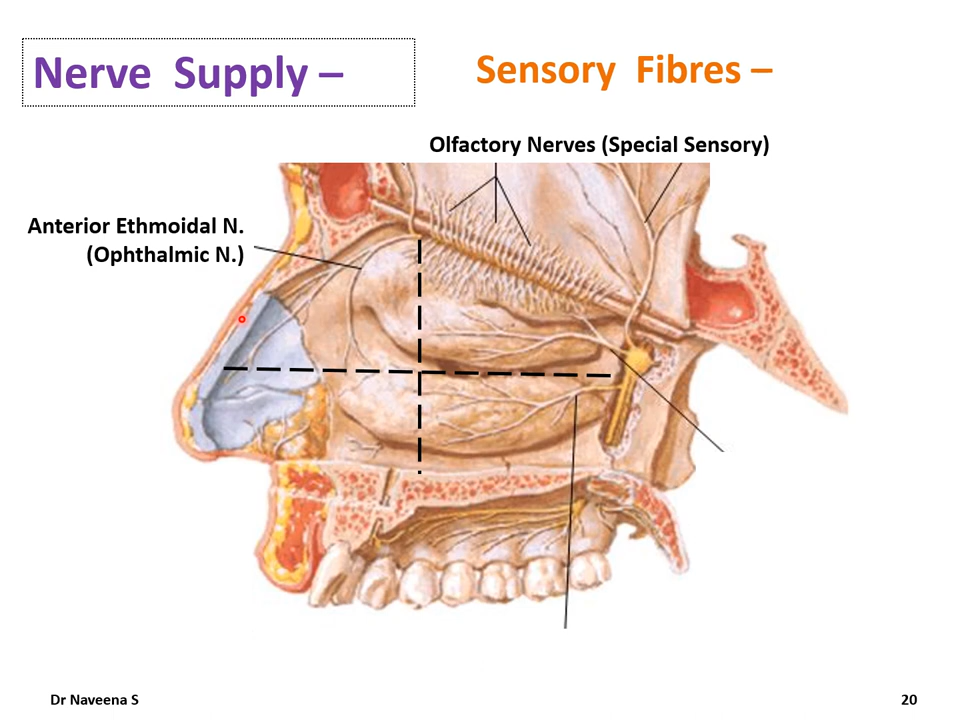 Nerve Supply –
Sensory Fibres –
Olfactory Nerves (Special Sensory)
Anterior Ethmoidal N.
(Ophthalmic N.)
Dr Naveena S
20